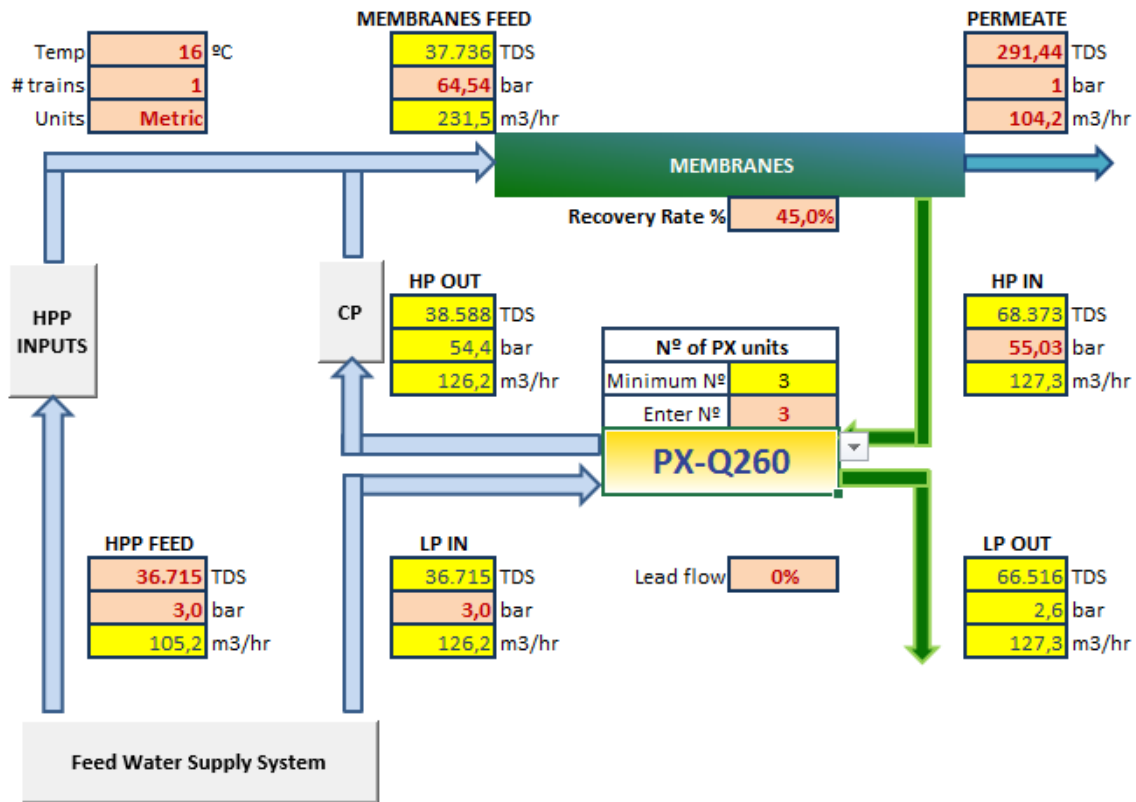 MEMBRANES FEED
PERMEATE
Temp 16 ºC
37.736 TDS
291,44 TDS
# trains 1
64,54 bar
1 bar
Units Metric
231,5 m3/hr
104,2 m3/hr
MEMBRANES
Recovery Rate % 45,0%
HPP
INPUTS
CP
HP OUT
38.588 TDS
54,4 bar
126,2 m3/hr
HP IN
68.373 TDS
55,03 bar
127,3 m3/hr
Nº of PX units
Minimum Nº 3
Enter Nº 3
PX-Q260
HPP FEED
36.715 TDS
3,0 bar
105,2 m3/hr
LP IN
36.715 TDS
3,0 bar
126,2 m3/hr
Lead flow 0%
LP OUT
66.516 TDS
2,6 bar
127,3 m3/hr
Feed Water Supply System